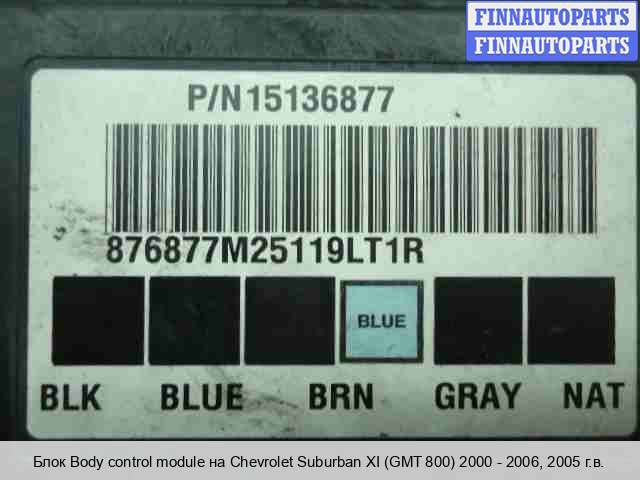 FINNAUTOPARTS
FINNAUTOPARTS
P/N15136877
876877M25119LT1R
BLUE
BLK BLUE BRN GRAY NAT
Блок Body control module на Chevrolet Suburban XI (GMT 800) 2000 - 2006, 2005 г.в.